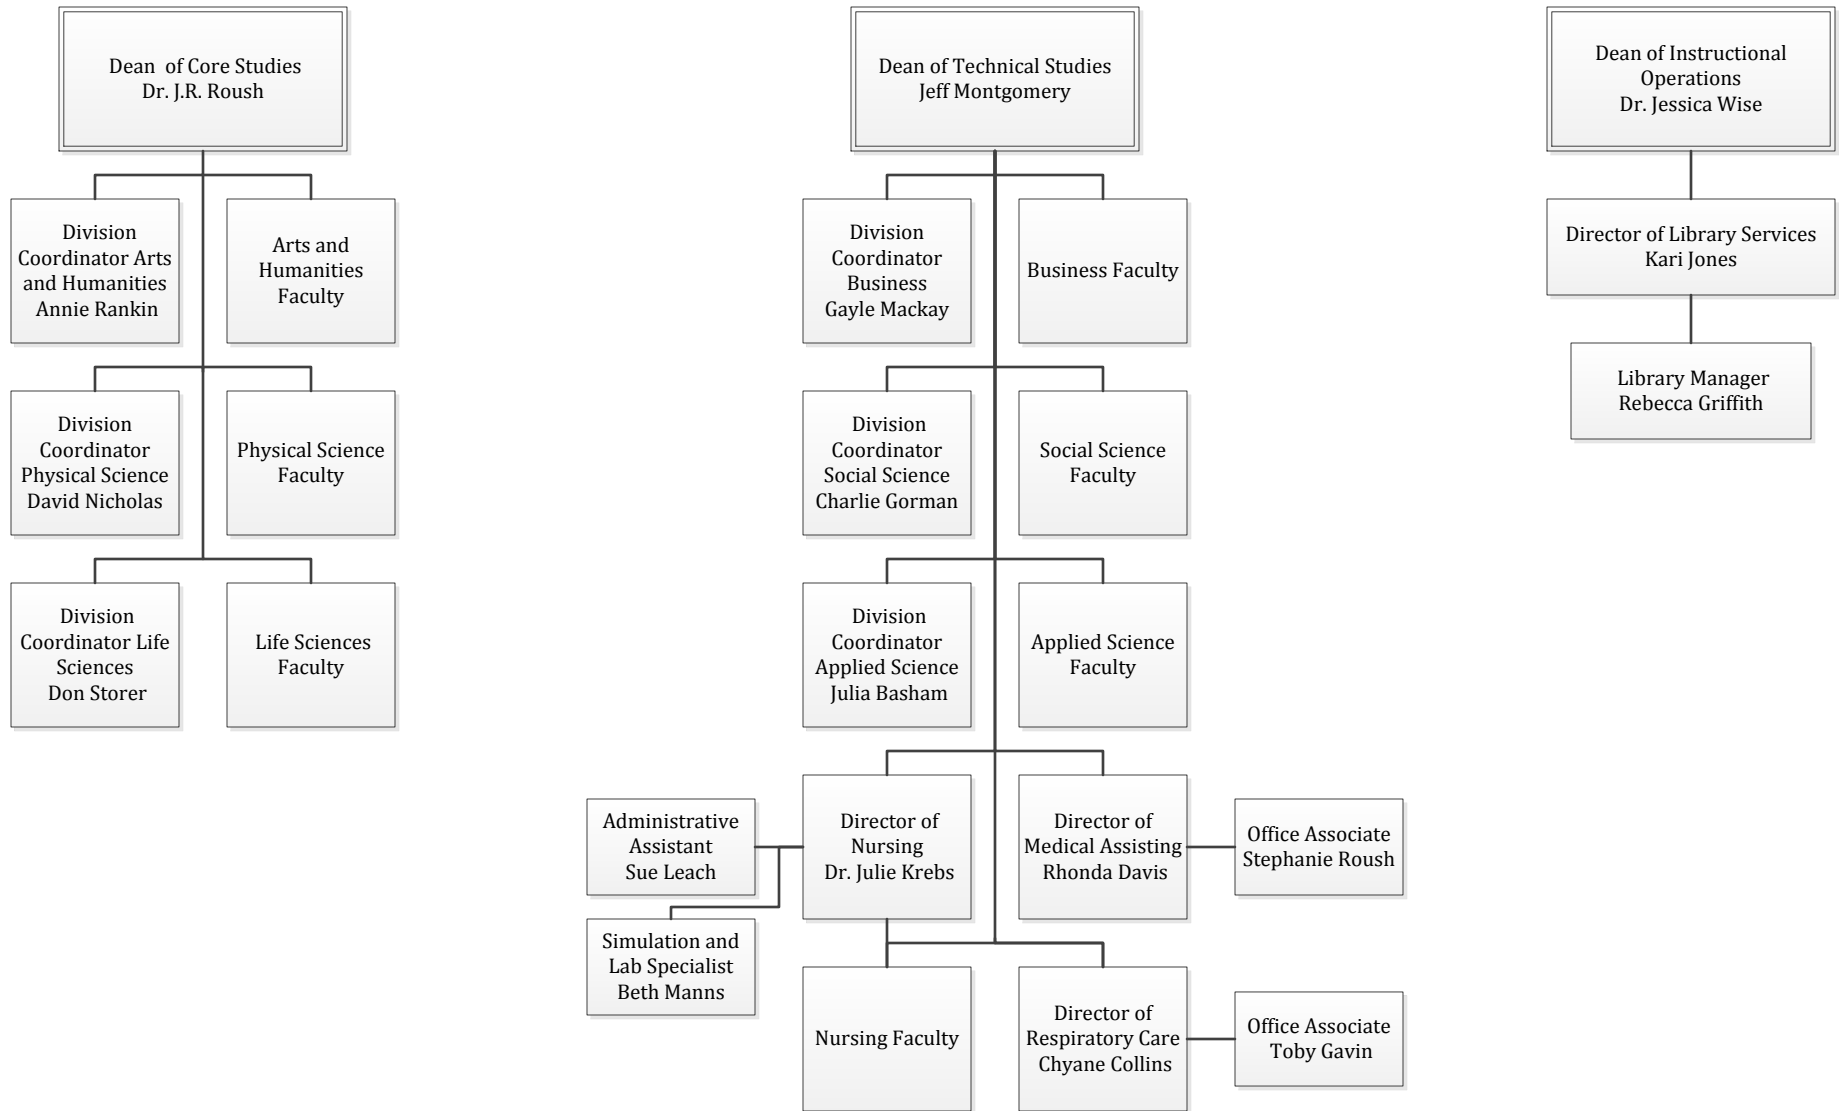 Dean  of Core Studies
Dr. J.R. Roush
Dean of Technical Studies
Jeff Montgomery
Dean of Instructional
Operations
Dr. Jessica Wise
Division
Coordinator Arts
and Humanities
Annie Rankin
Arts and
Humanities
Faculty
Division
Coordinator
Business
Gayle Mackay
Business Faculty
Director of Library Services
Kari Jones
Library Manager
Rebecca Griffith
Division
Coordinator
Physical Science
David Nicholas
Physical Science
Faculty
Division
Coordinator
Social Science
Charlie Gorman
Social Science
Faculty
Division
Coordinator Life
Sciences
Don Storer
Life Sciences
Faculty
Division
Coordinator
Applied Science
Julia Basham
Applied Science
Faculty
Administrative
Assistant
Sue Leach
Director of
Nursing
Dr. Julie Krebs
Director of
Medical Assisting
Rhonda Davis
Office Associate
Stephanie Roush
Simulation and
Lab Specialist
Beth Manns
Nursing Faculty
Director of
Respiratory Care
Chyane Collins
Office Associate
Toby Gavin